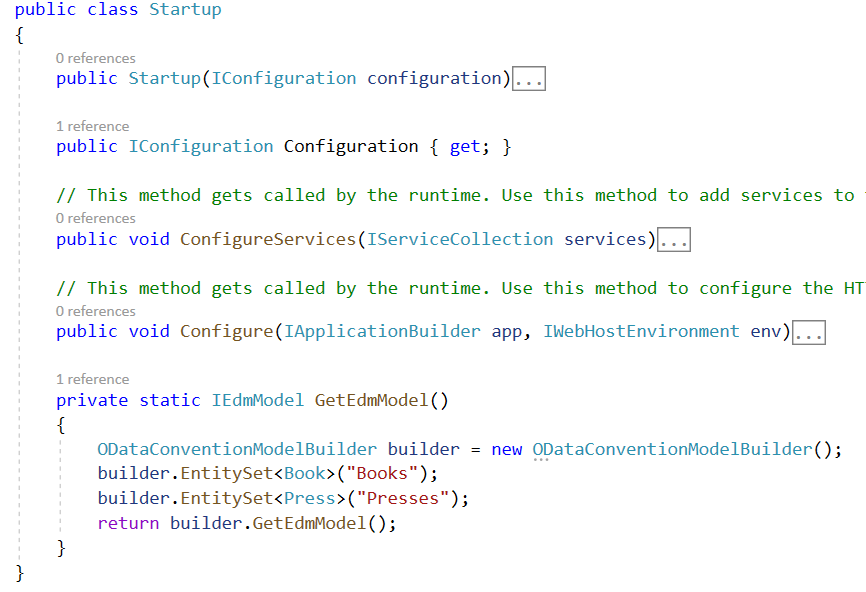 public class Startup
{
0 references
public Startup(IConfiguration configuration)...
1 reference
public IConfiguration Configuration { get; }
// This method gets called by the runtime. Use this method to add services to
0 references
public void ConfigureServices(IServiceCollection services)...
// This method gets called by the runtime. Use this method to configure the HT
0 references
public void Configure(IApplicationBuilder app, IWebHostEnvironment env)...
1 reference
private static IEdmModel GetEdmModel()
{
ODataConventionModelBuilder builder = new ODataConventionModelBuilder();
builder.EntitySet<Book>("Books");
builder.EntitySet<Press>("Presses");
return builder.GetEdmModel();
}
}